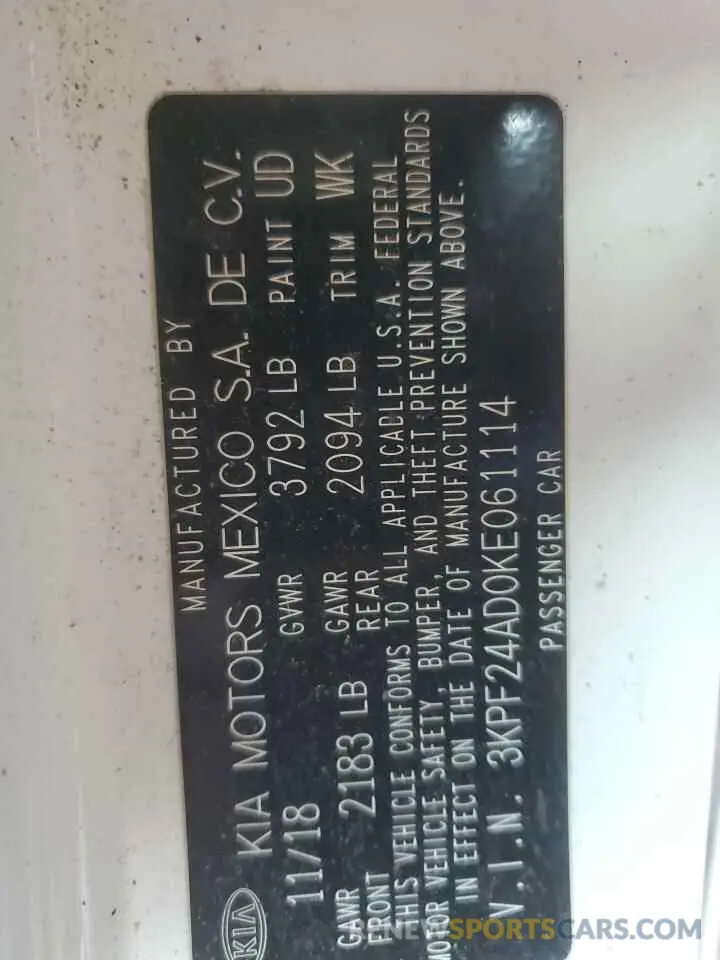 MANUFACTURED BY
KIA KIA MOTORS MEXICO S.A. DE C.V.
11/18 GVWR 3792 LB PAINT UD
GAWR FRONT 2183 LB GAWR REAR 2094 LB TRIM WK
THIS VEHICLE CONFORMS TO ALL APPLICABLE U.S.A. FEDERAL
MOTOR VEHICLE SAFETY, BUMPER, AND THEFT PREVENTION STANDARDS
IN EFFECT ON THE DATE OF MANUFACTURE SHOWN ABOVE.
V.I.N. 3KPF24AD0KE061114
PASSENGER CAR
RENEWSPORTSCARS.COM